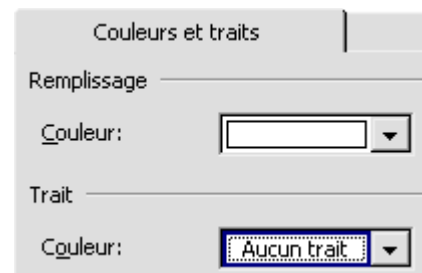 Couleurs et traits
Remplissage
Couleur:
Trait
Couleur: Aucun trait